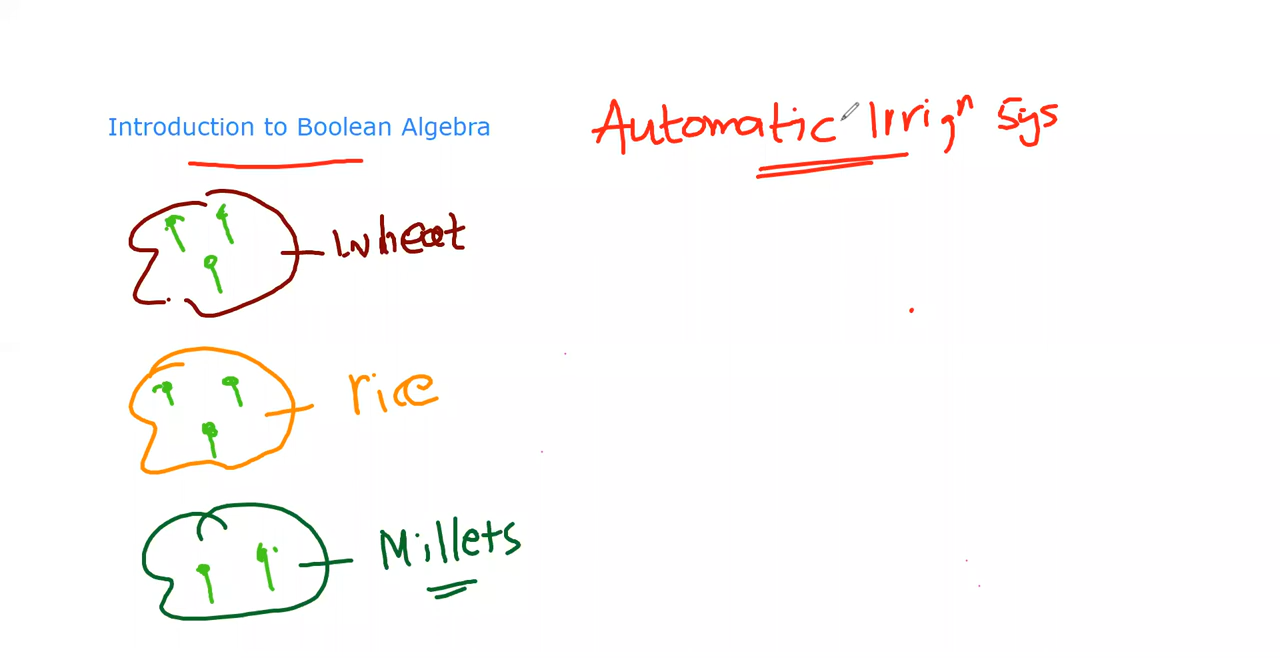 Introduction to Boolean Algebra
Automatic Irrigⁿ Sys
Wheat
rice
Millets